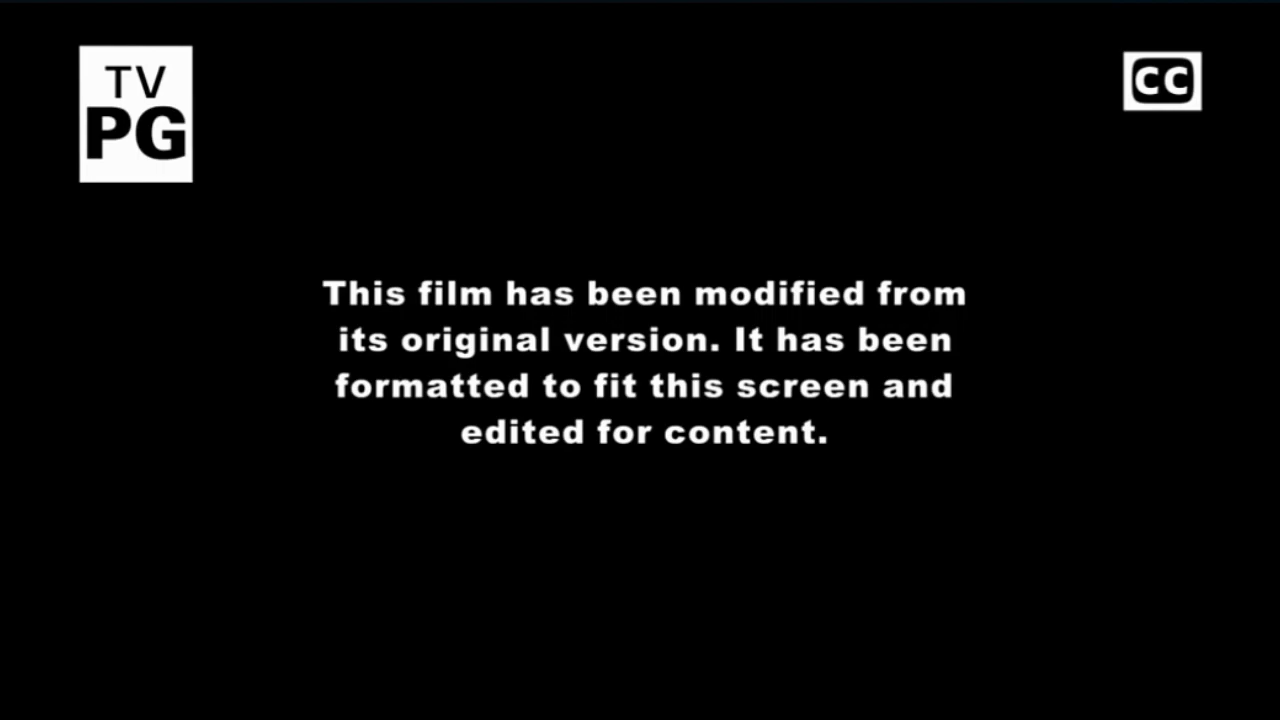 TV
PG
CC
This film has been modified from
its original version. It has been
formatted to fit this screen and
edited for content.